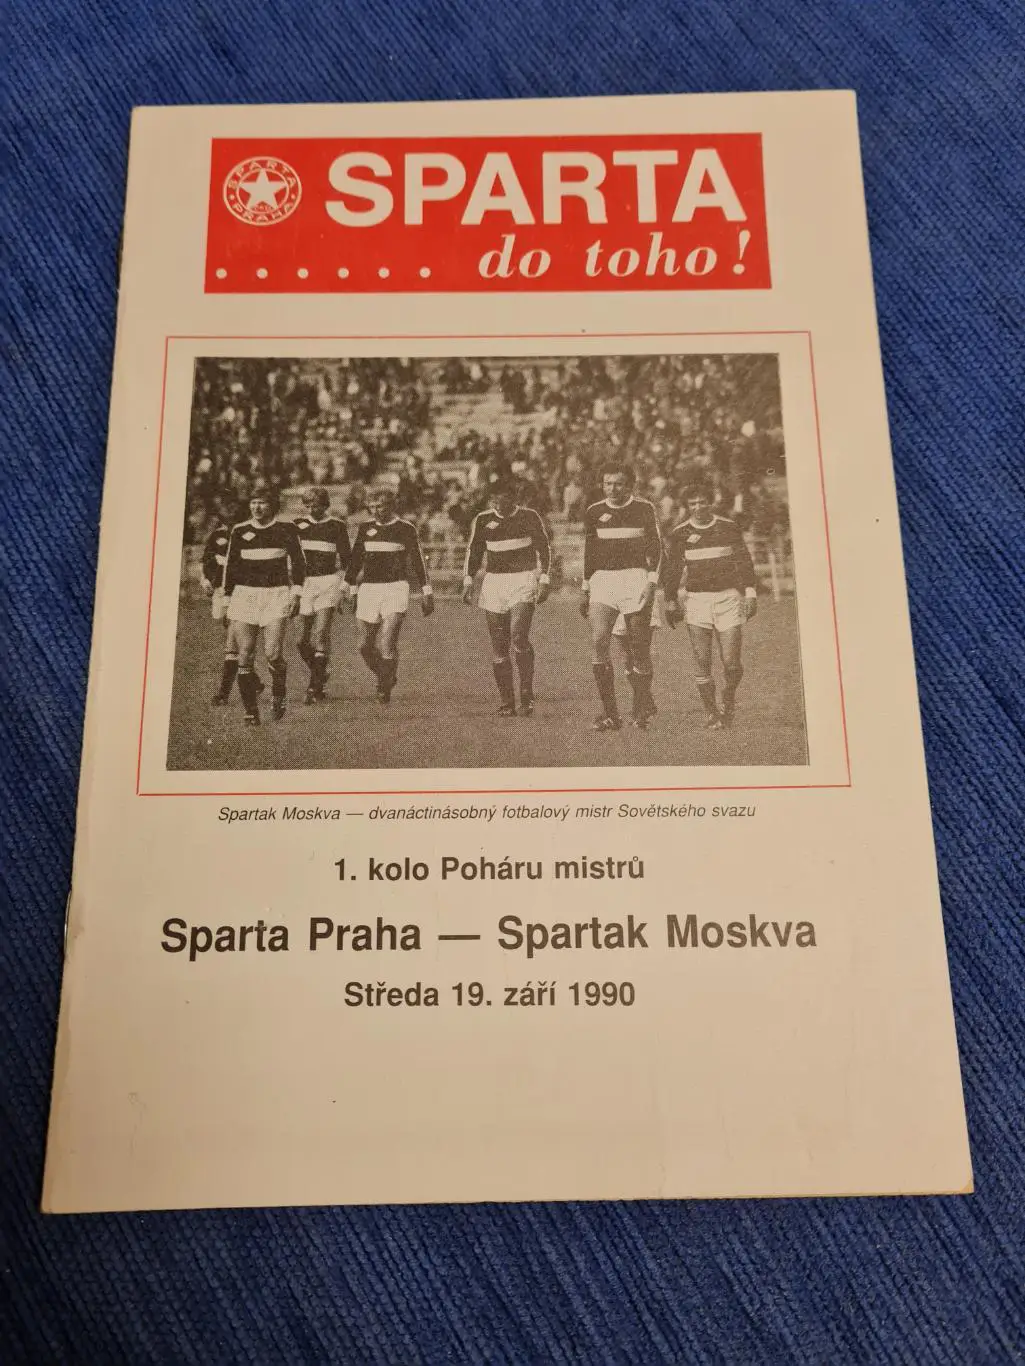 SPARTA
PRAHA
SPARTA
...... do toho!
Spartak Moskva — dvanáctinásobný fotbalový mistr Sovětského svazu
1. kolo Poháru mistrů
Sparta Praha — Spartak Moskva
Středa 19. září 1990